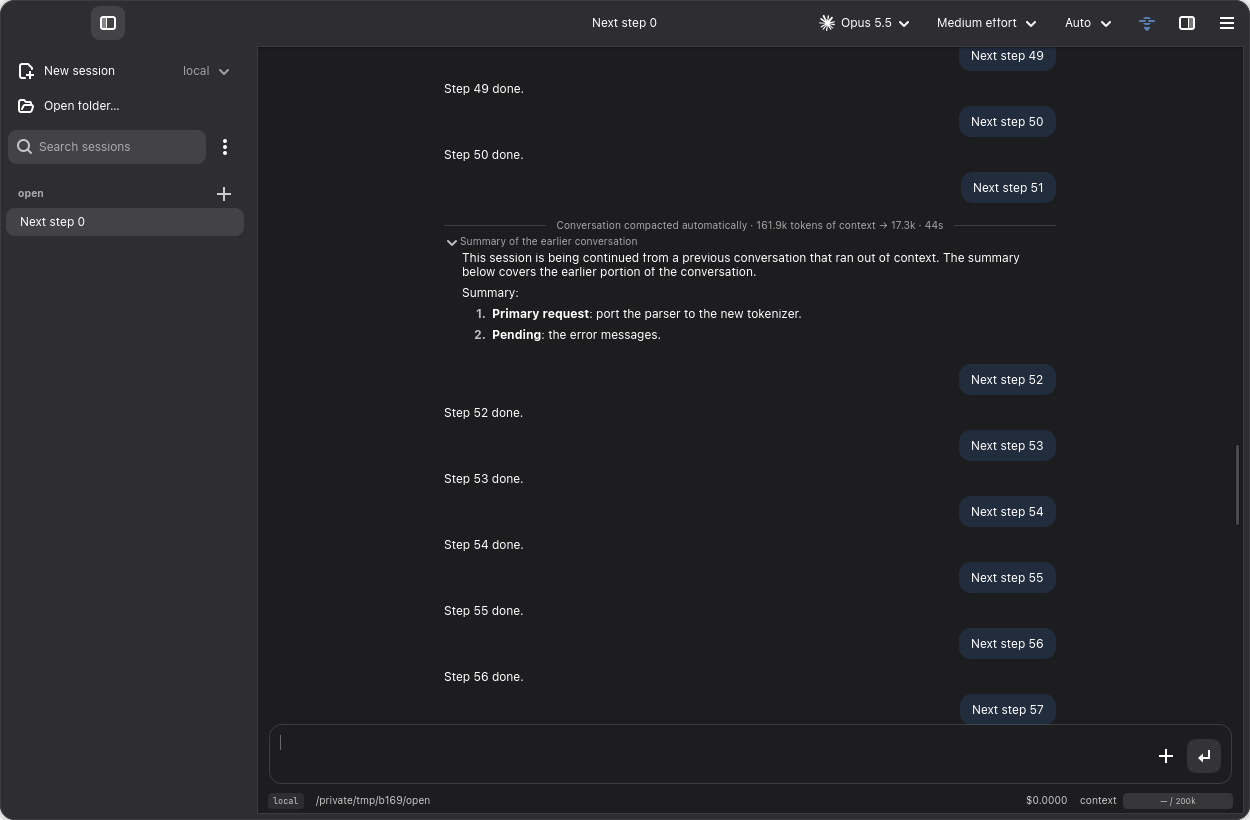 Next step 0
Opus 5.5
Medium effort
Auto
New session
local
Open folder...
Search sessions
open
Next step 0
Next step 49
Step 49 done.
Next step 50
Step 50 done.
Next step 51
Conversation compacted automatically · 161.9k tokens of context → 17.3k · 44s
Summary of the earlier conversation
This session is being continued from a previous conversation that ran out of context. The summary
below covers the earlier portion of the conversation.
Summary:
1. Primary request: port the parser to the new tokenizer.
2. Pending: the error messages.
Next step 52
Step 52 done.
Next step 53
Step 53 done.
Next step 54
Step 54 done.
Next step 55
Step 55 done.
Next step 56
Step 56 done.
Next step 57
local
/private/tmp/b169/open
$0.0000
context
— / 200k